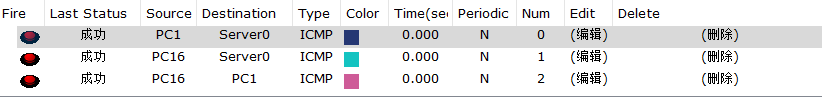 Fire Last Status Source Destination Type Color Time(sec Periodic Num Edit Delete
成功 PC1 Server0 ICMP 0.000 N 0 (编辑) (删除)
成功 PC16 Server0 ICMP 0.000 N 1 (编辑) (删除)
成功 PC16 PC1 ICMP 0.000 N 2 (编辑) (删除)